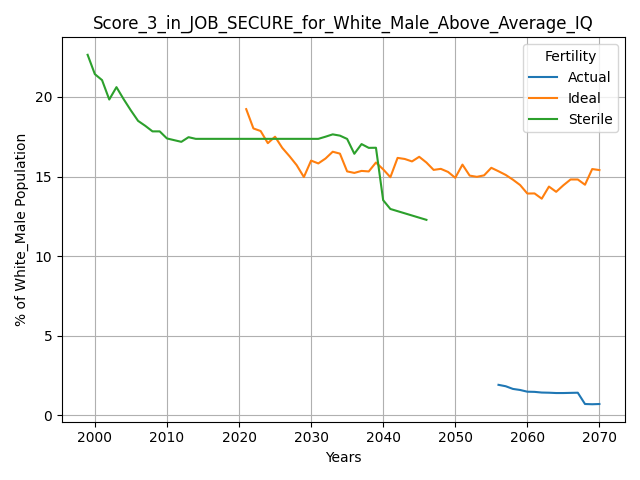 Score_3_in_JOB_SECURE_for_White_Male_Above_Average_IQ
Fertility
Actual
Ideal
Sterile
% of White_Male Population
20
15
10
5
0
2000 2010 2020 2030 2040 2050 2060 2070
Years